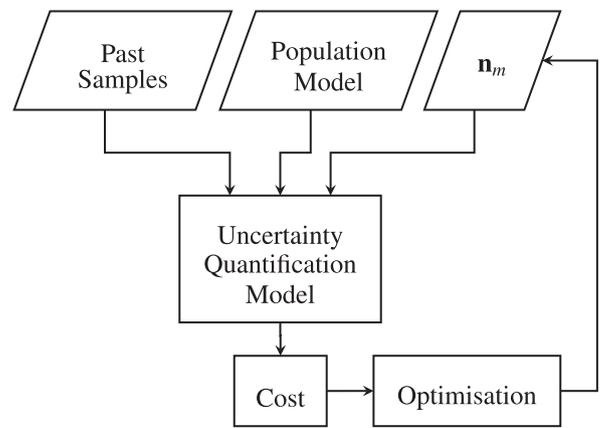 Past
Samples
Population
Model
n_m
Uncertainty
Quantification
Model
Cost
Optimisation